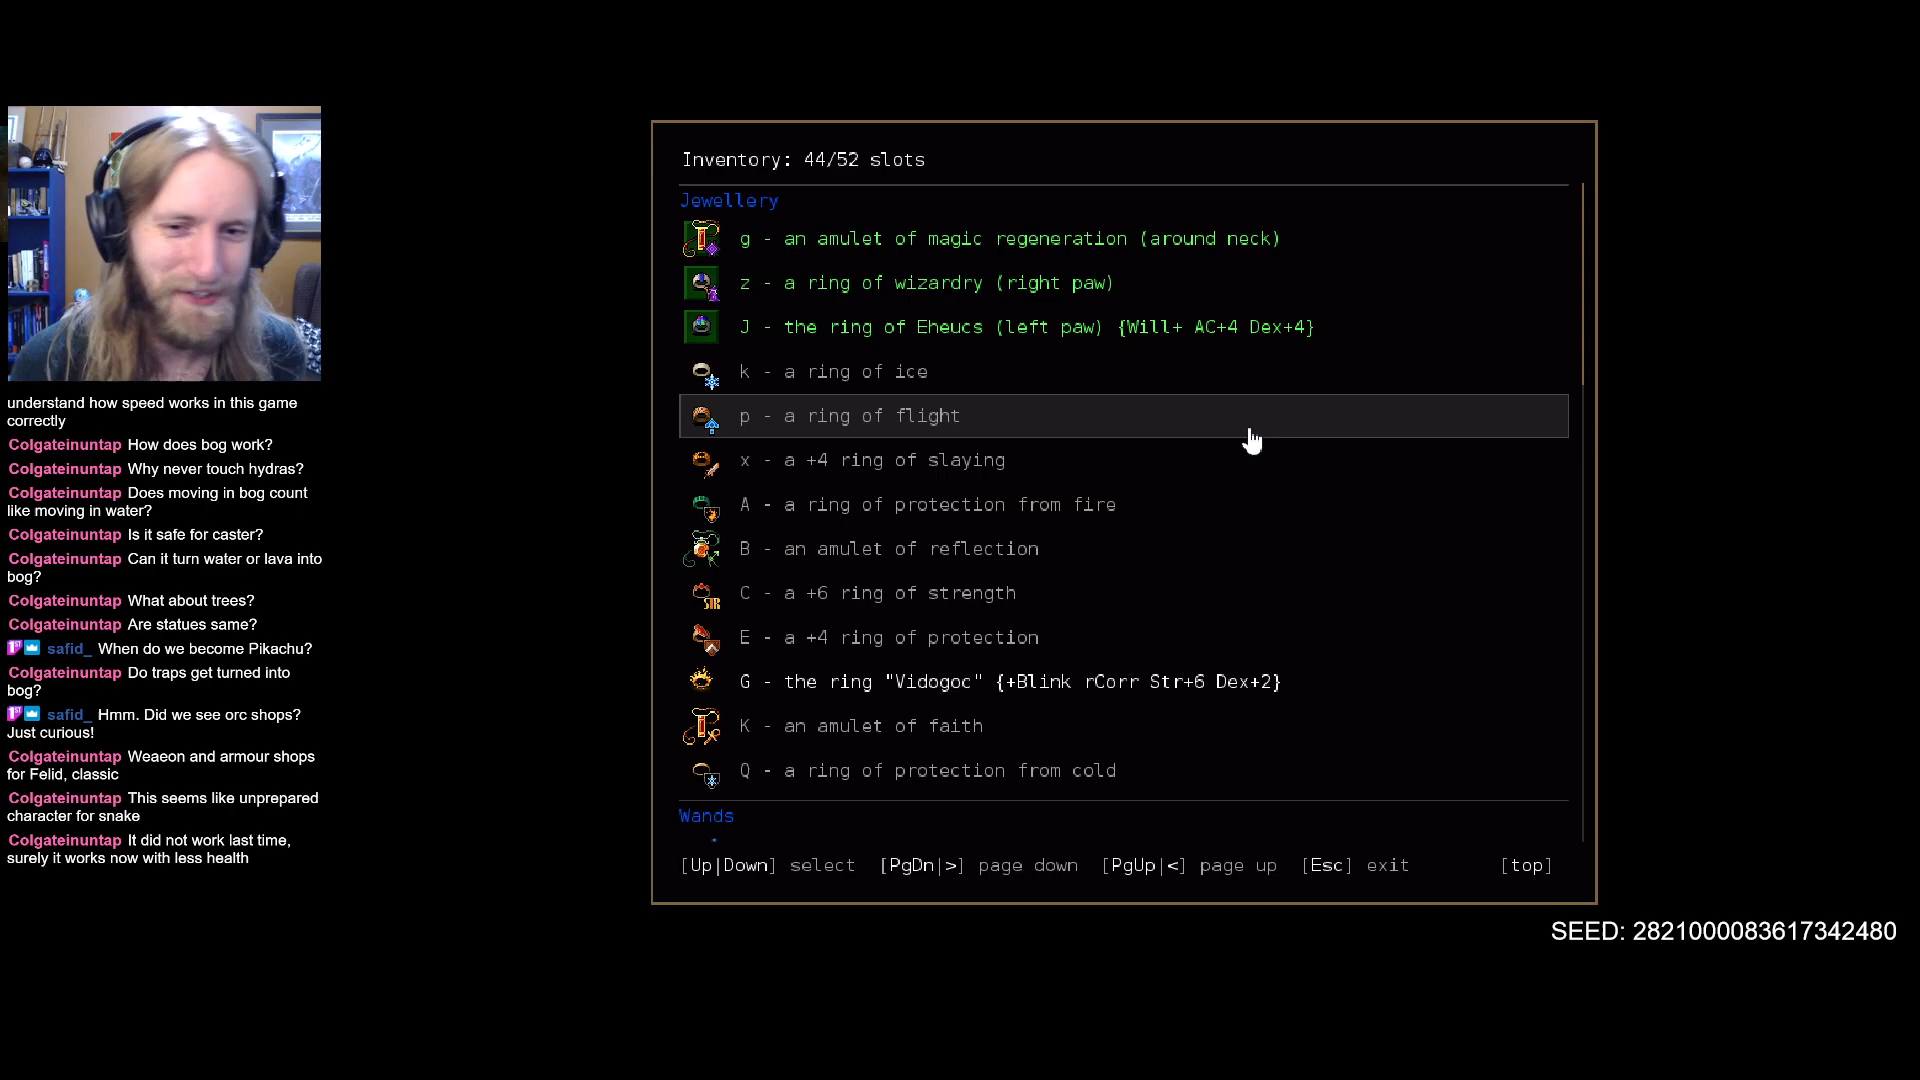 understand how speed works in this game
correctly
Colgateinuntap How does bog work?
Colgateinuntap Why never touch hydras?
Colgateinuntap Does moving in bog count
like moving in water?
Colgateinuntap Is it safe for caster?
Colgateinuntap Can it turn water or lava into
bog?
Colgateinuntap What about trees?
Colgateinuntap Are statues same?
safid_ When do we become Pikachu?
Colgateinuntap Do traps get turned into
bog?
safid_ Hmm. Did we see orc shops?
Just curious!
Colgateinuntap Weaeon and armour shops
for Felid, classic
Colgateinuntap This seems like unprepared
character for snake
Colgateinuntap It did not work last time,
surely it works now with less health
Inventory: 44/52 slots
Jewellery
g - an amulet of magic regeneration (around neck)
z - a ring of wizardry (right paw)
J - the ring of Eheucs (left paw) {Will+ AC+4 Dex+4}
k - a ring of ice
p - a ring of flight
x - a +4 ring of slaying
A - a ring of protection from fire
B - an amulet of reflection
C - a +6 ring of strength
E - a +4 ring of protection
G - the ring "Vidogoc" {+Blink rCorr Str+6 Dex+2}
K - an amulet of faith
Q - a ring of protection from cold
Wands
[Up|Down] select [PgDn|>] page down [PgUp|<] page up [Esc] exit [top]
SEED: 2821000083617342480